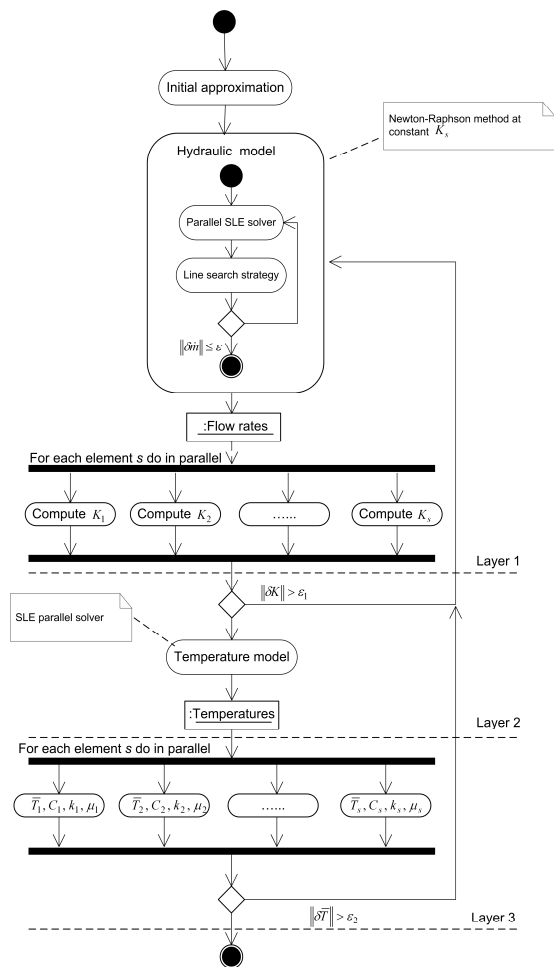 Initial approximation
Newton-Raphson method at
constant K_s
Hydraulic model
Parallel SLE solver
Line search strategy
‖δṁ‖ ≤ ε
:Flow rates
For each element s do in parallel
Compute K_1
Compute K_2
......
Compute K_s
Layer 1
‖δK‖ > ε_1
SLE parallel solver
Temperature model
:Temperatures
Layer 2
For each element s do in parallel
T̅_1, C_1, k_1, μ_1
T̅_2, C_2, k_2, μ_2
......
T̅_s, C_s, k_s, μ_s
‖δT̅‖ > ε_2
Layer 3